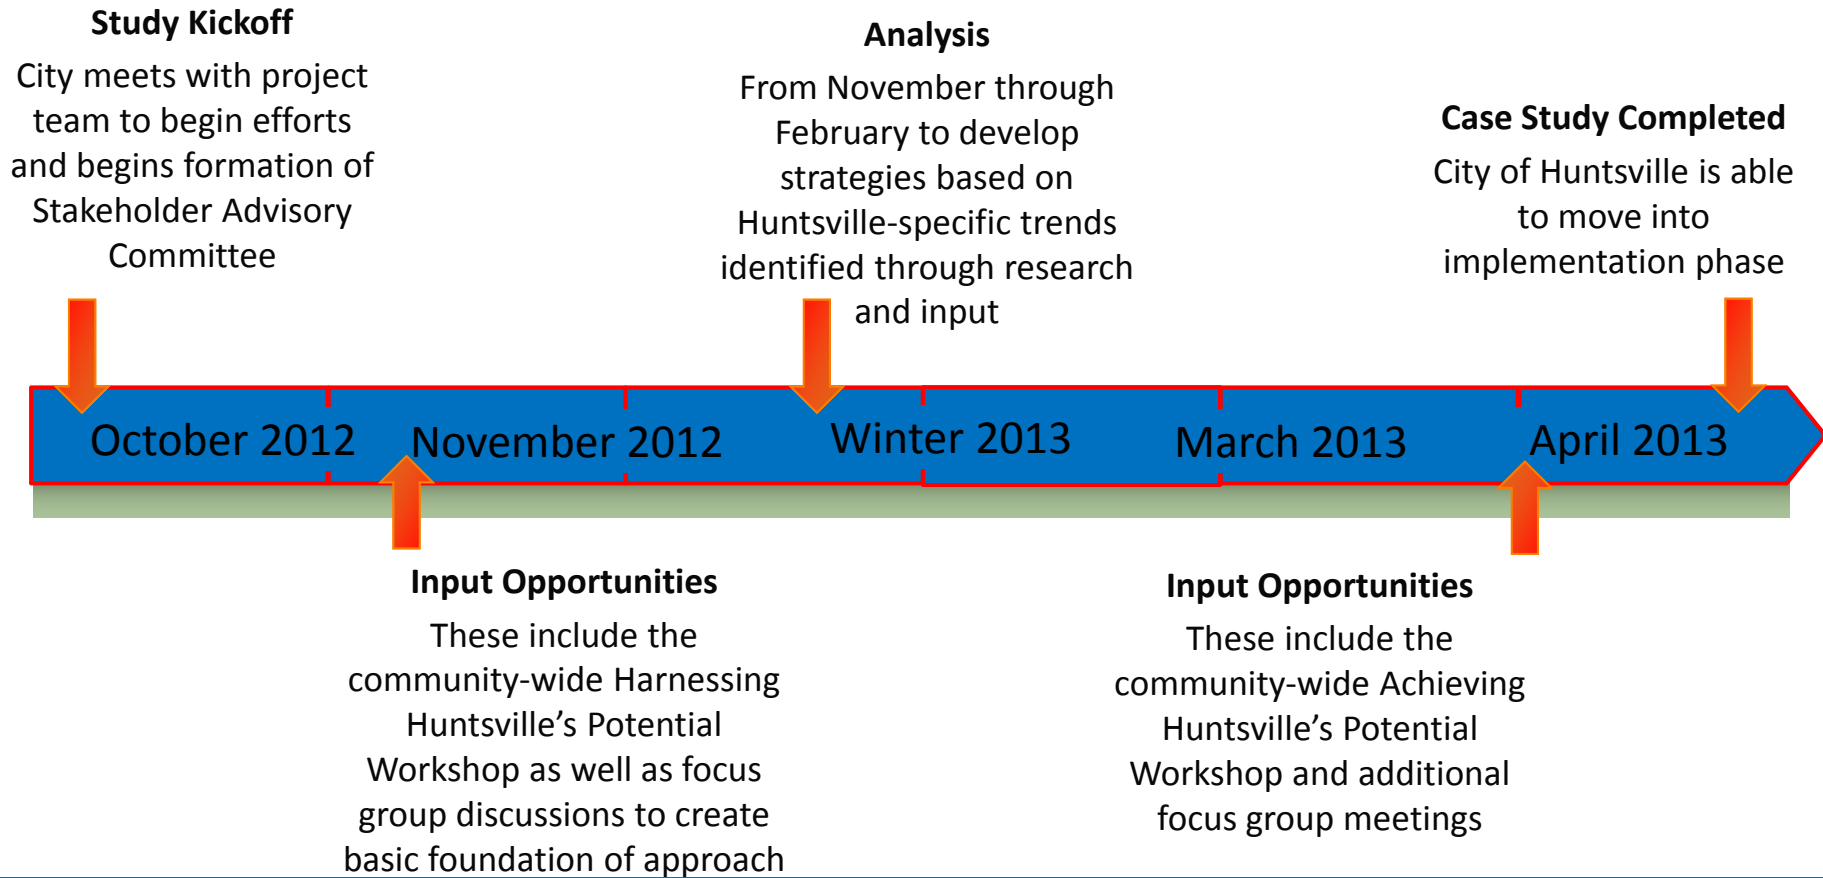 Study Kickoff
City meets with project
team to begin efforts
and begins formation of
Stakeholder Advisory
Committee
Analysis
From November through
February to develop
strategies based on
Huntsville-specific trends
identified through research
and input
Case Study Completed
City of Huntsville is able
to move into
implementation phase
October 2012
November 2012
Winter 2013
March 2013
April 2013
Input Opportunities
These include the
community-wide Harnessing
Huntsville’s Potential
Workshop as well as focus
group discussions to create
basic foundation of approach
Input Opportunities
These include the
community-wide Achieving
Huntsville’s Potential
Workshop and additional
focus group meetings